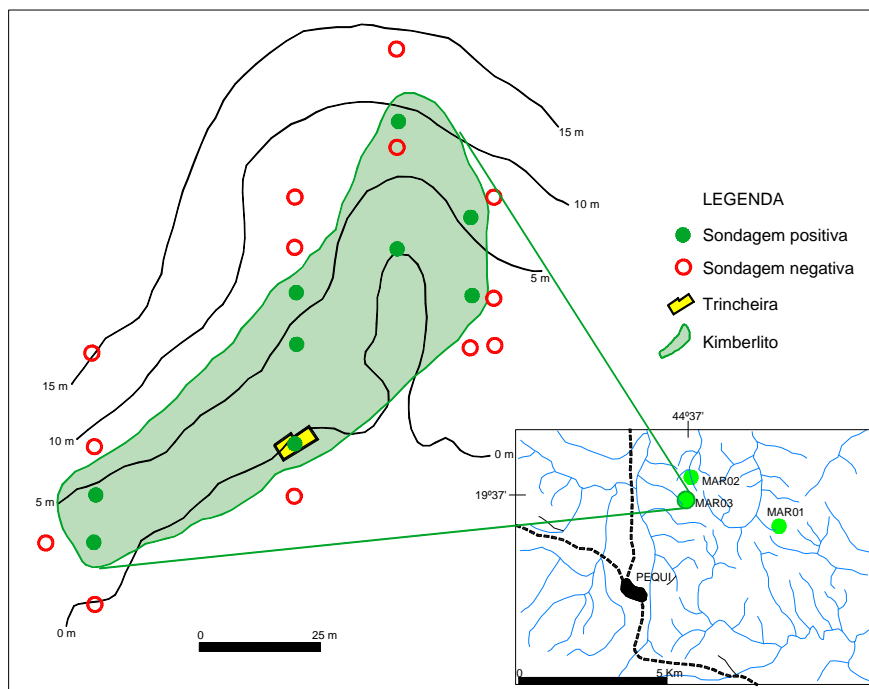 15 m
10 m
5 m
LEGENDA
Sondagem positiva
Sondagem negativa
Trincheira
Kimberlito
15 m
10 m
5 m
0 m
0 m
0
25 m
44º37'
19º37'
MAR02
MAR03
MAR01
PEQUI
0
5 Km